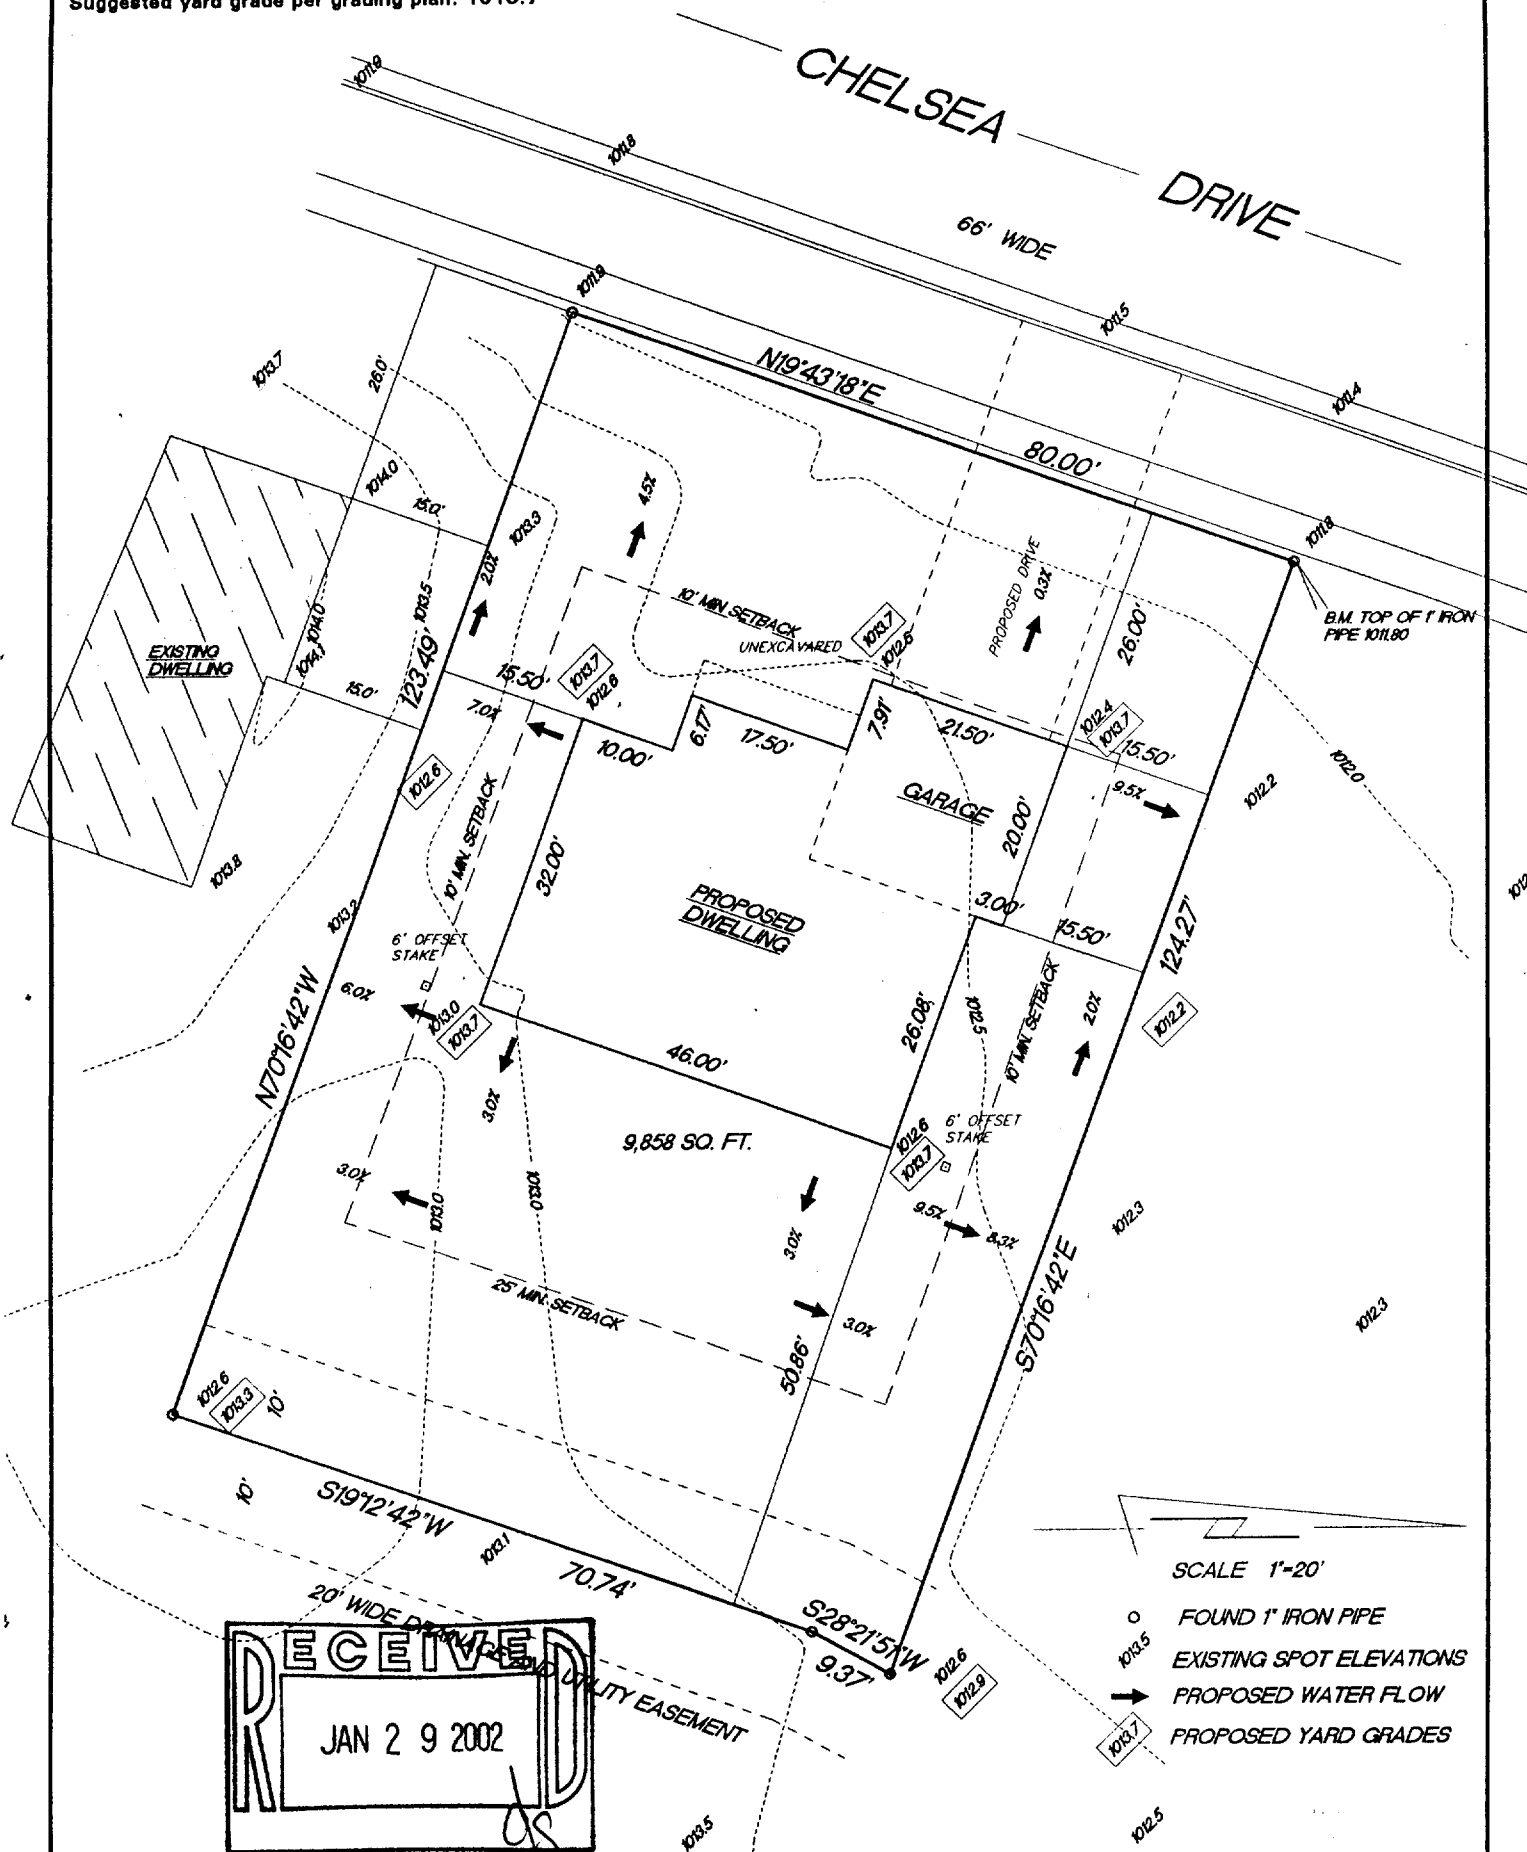 Suggested yard grade per grading plan: 1013.7
CHELSEA DRIVE
66' WIDE
1011.9
1011.8
1011.9
1011.5
1011.4
1011.8
N19°43'18"E
80.00'
B.M. TOP OF 1" IRON
PIPE 1011.80
1013.7
26.0'
1014.0
15.0'
1013.3
2.0%
4.5%
1013.5
1014.0
1014.1
EXISTING
DWELLING
15.0'
123.49'
10' MIN. SETBACK
UNEXCAVARED
PROPOSED DRIVE
0.3%
26.00'
1013.7
1012.6
15.50'
1013.7
1012.6
7.0%
10.00'
6.17'
17.50'
7.91'
21.50'
1012.4
1013.7
15.50'
9.5%
1012.2
1012.0
1012.6
10' MIN. SETBACK
GARAGE
20.00'
32.00'
PROPOSED
DWELLING
3.00'
15.50'
124.27'
1013.8
1013.2
6' OFFSET
STAKE
6.0%
1013.0
1013.7
3.0%
46.00'
26.08'
1012.5
10' MIN. SETBACK
2.0%
1012.2
N70°16'42"W
9,858 SQ. FT.
1012.6
1013.7
6' OFFSET
STAKE
3.0%
1013.0
1013.0
3.0%
9.5%
8.3%
1012.3
25' MIN. SETBACK
3.0%
50.86'
S70°16'42"E
1012.3
1012.6
1013.3
10'
10'
S19°12'42"W
1013.1
70.74'
S28°21'51"W
9.37'
1012.6
1012.9
20' WIDE DRAINAGE AND UTILITY EASEMENT
RECEIVED
JAN 29 2002
SCALE 1"=20'
FOUND 1" IRON PIPE
1013.5 EXISTING SPOT ELEVATIONS
PROPOSED WATER FLOW
1013.7 PROPOSED YARD GRADES
1013.5
1012.5